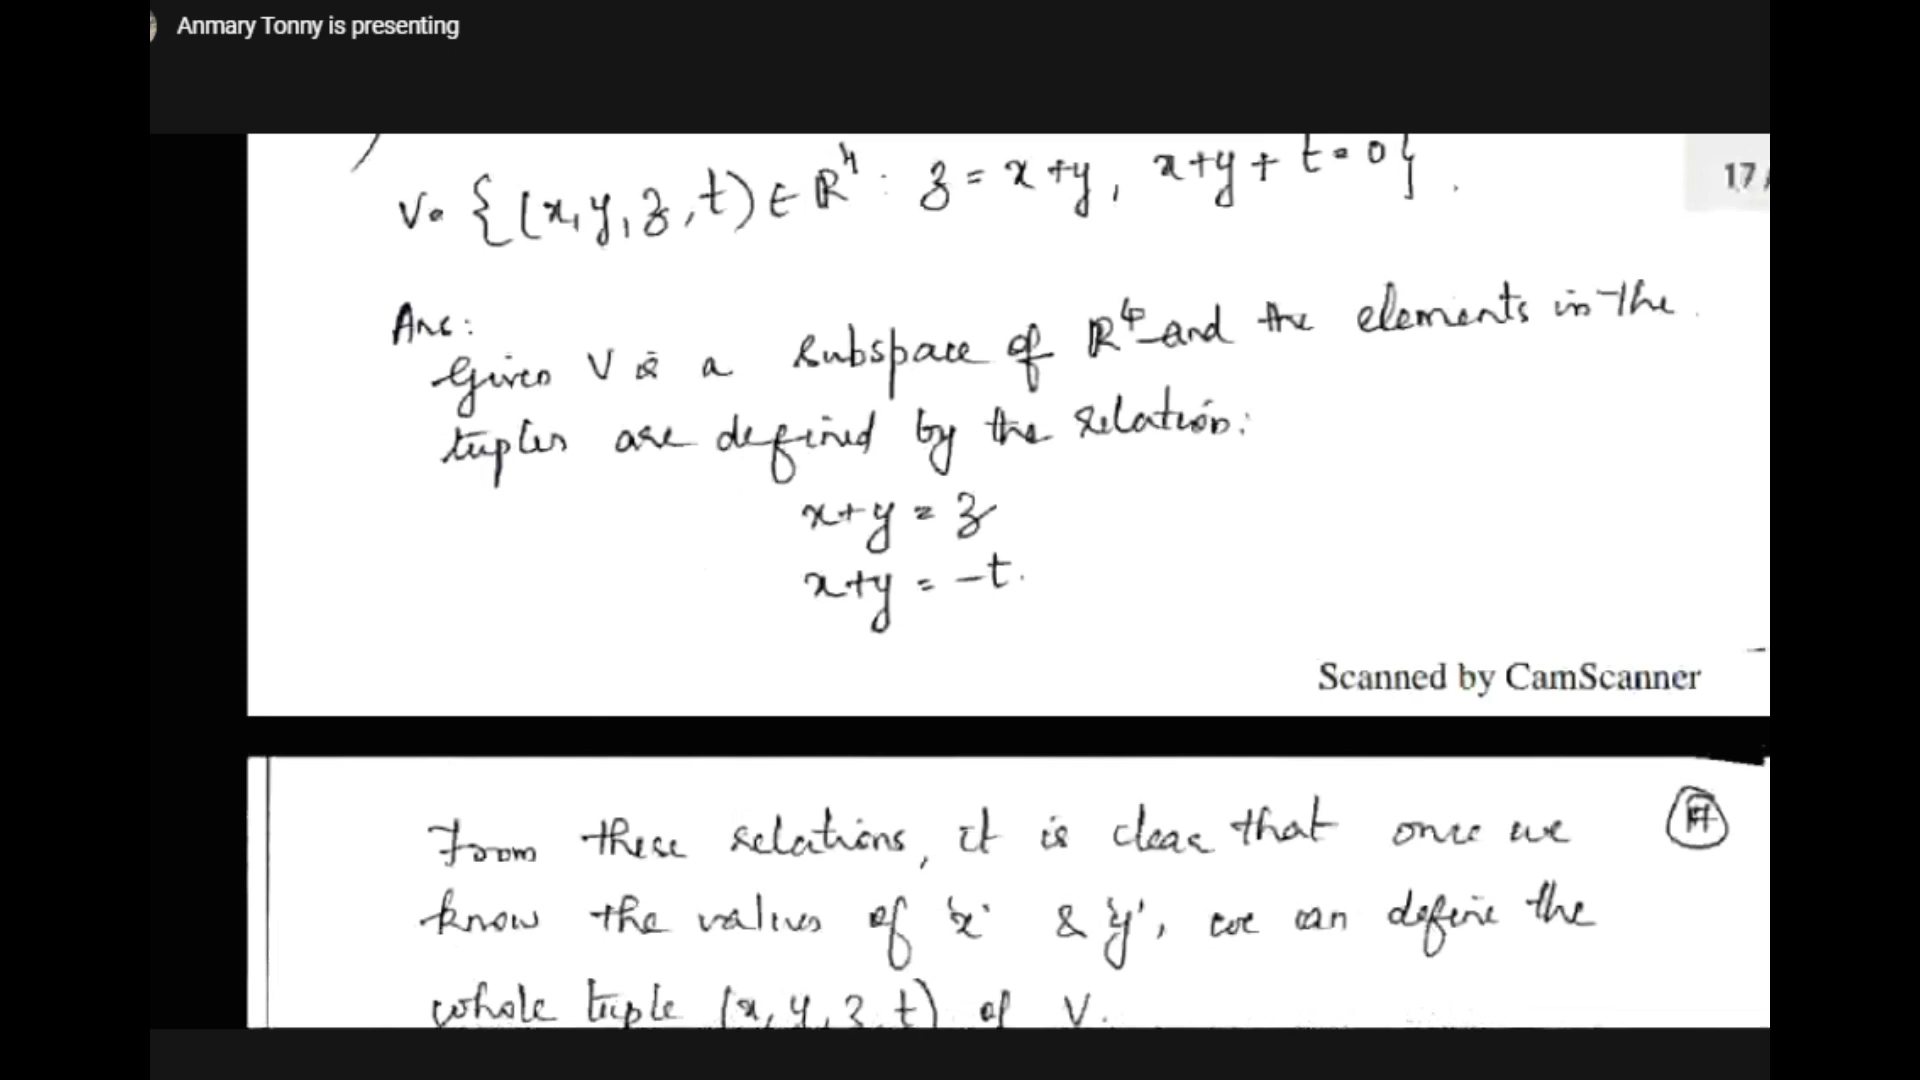 Anmary Tonny is presenting
V = {(x, y, z, t) ∈ ℝ⁴ : z = x + y, x + y + t = 0}.
17
Ans:
Given V is a subspace of ℝ⁴ and the elements in the
tuples are defined by the relation:
x + y = z
x + y = -t.
Scanned by CamScanner
From these relations, it is clear that once we
know the values of 'x' & 'y', we can define the
whole tuple (x, y, z, t) of V.